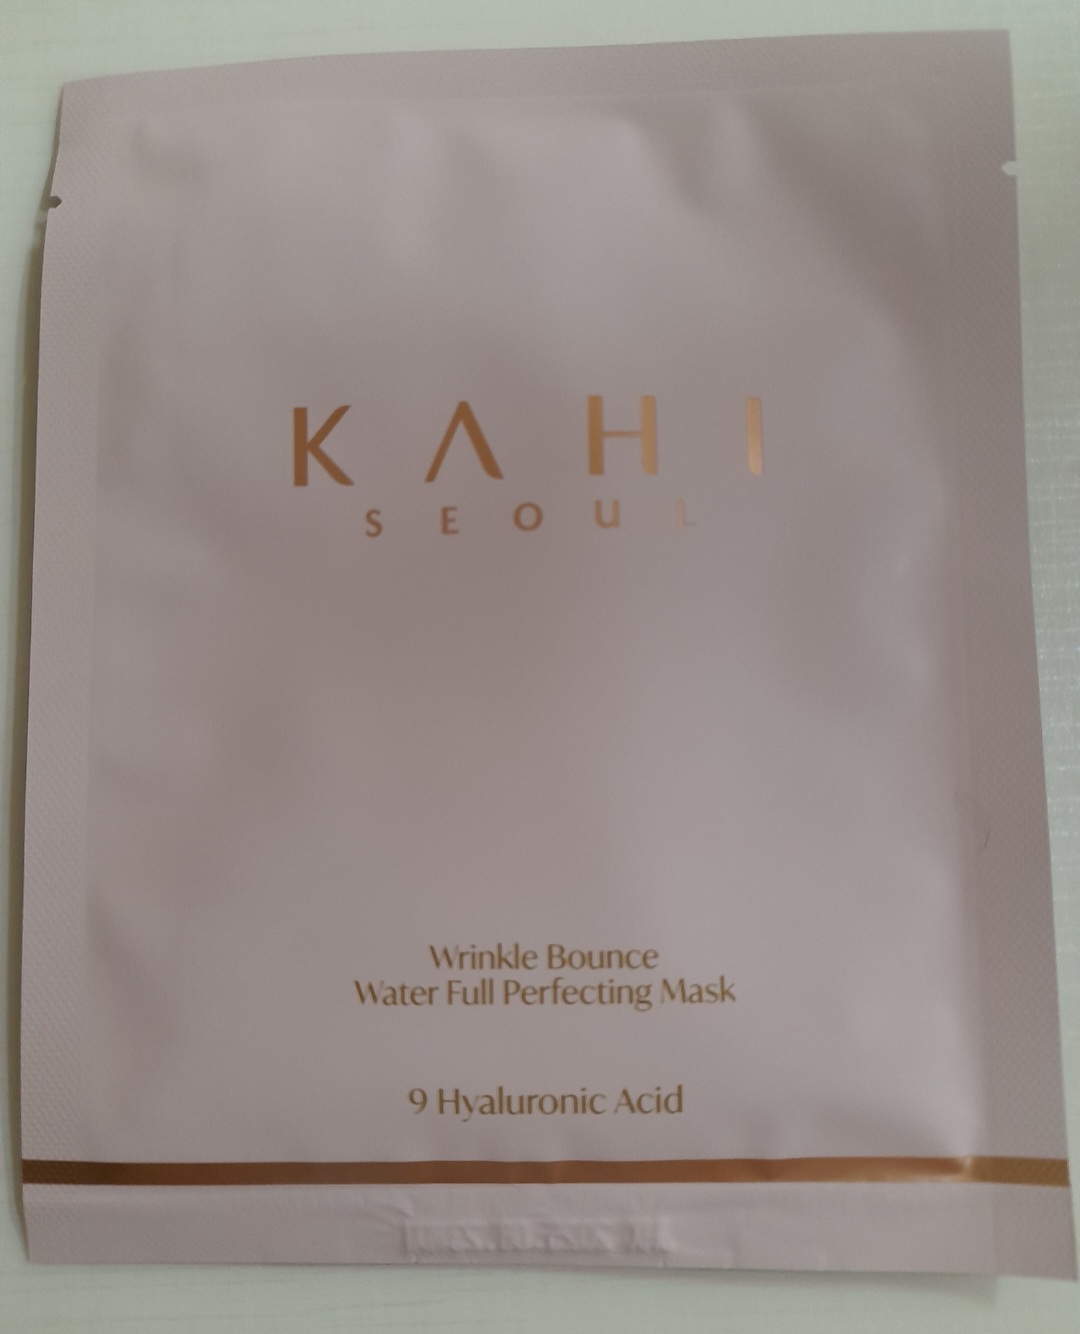 KAHI
SEOUL
Wrinkle Bounce
Water Full Perfecting Mask
9 Hyaluronic Acid